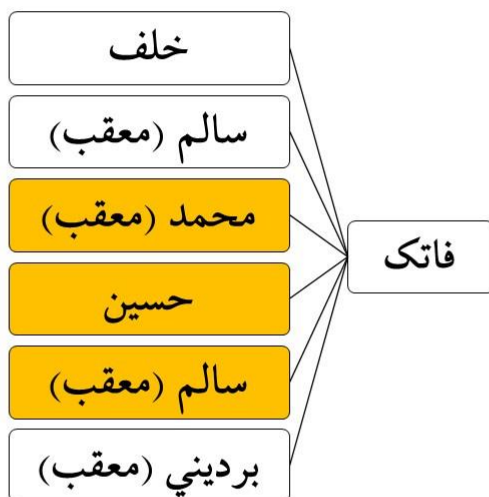 فاتک
خلف
سالم (معقب)
محمد (معقب)
حسين
سالم (معقب)
برديني (معقب)